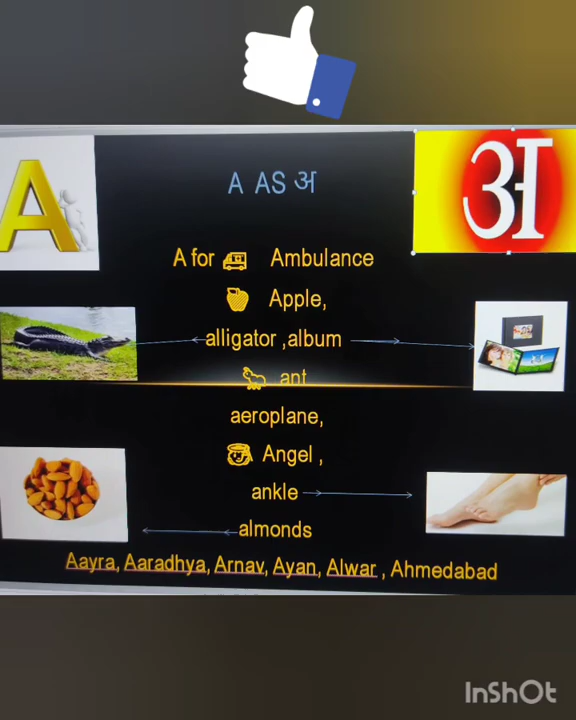 A
अ
A AS अ
A for Ambulance
Apple,
alligator ,album
ant
aeroplane,
Angel ,
ankle
almonds
Aayra, Aaradhya, Arnav, Ayan, Alwar , Ahmedabad
InShOt